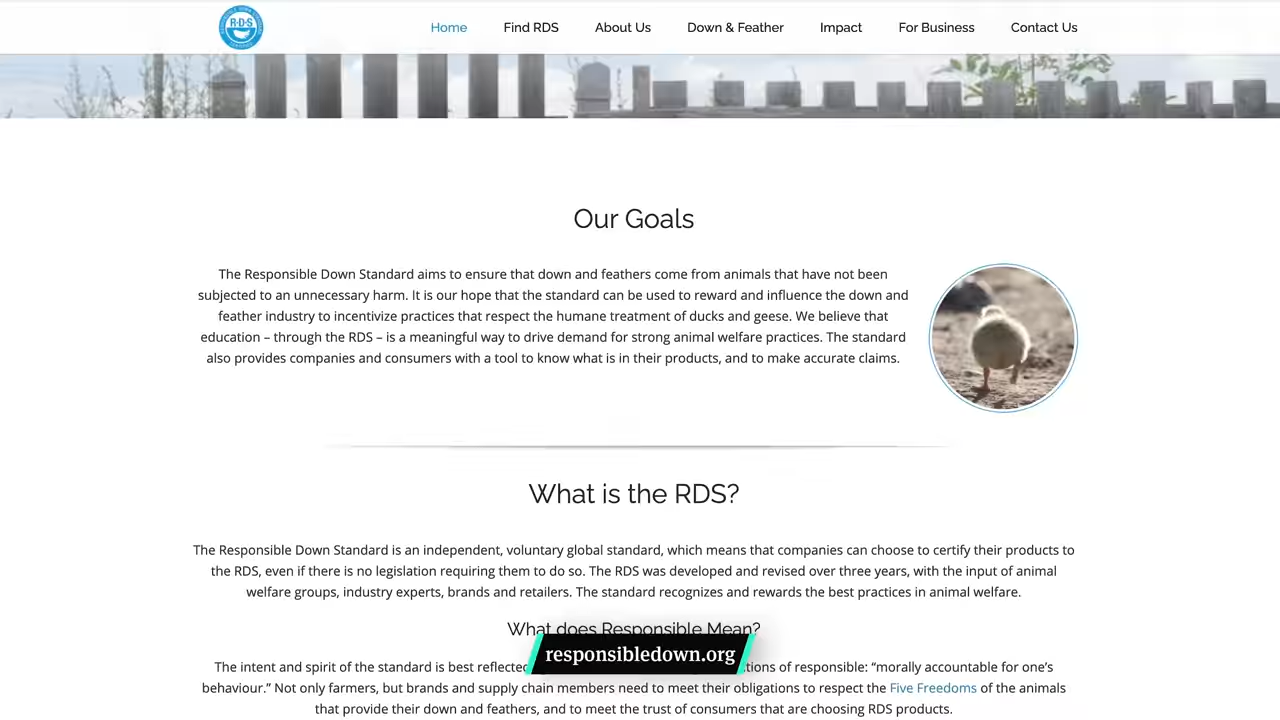 R·D·S
Home
Find RDS
About Us
Down & Feather
Impact
For Business
Contact Us
Our Goals
The Responsible Down Standard aims to ensure that down and feathers come from animals that have not been
subjected to an unnecessary harm. It is our hope that the standard can be used to reward and influence the down and
feather industry to incentivize practices that respect the humane treatment of ducks and geese. We believe that
education – through the RDS – is a meaningful way to drive demand for strong animal welfare practices. The standard
also provides companies and consumers with a tool to know what is in their products, and to make accurate claims.
What is the RDS?
The Responsible Down Standard is an independent, voluntary global standard, which means that companies can choose to certify their products to
the RDS, even if there is no legislation requiring them to do so. The RDS was developed and revised over three years, with the input of animal
welfare groups, industry experts, brands and retailers. The standard recognizes and rewards the best practices in animal welfare.
What does Responsible Mean?
responsibledown.org
The intent and spirit of the standard is best reflected tions of responsible: “morally accountable for one’s
behaviour.” Not only farmers, but brands and supply chain members need to meet their obligations to respect the Five Freedoms of the animals
that provide their down and feathers, and to meet the trust of consumers that are choosing RDS products.